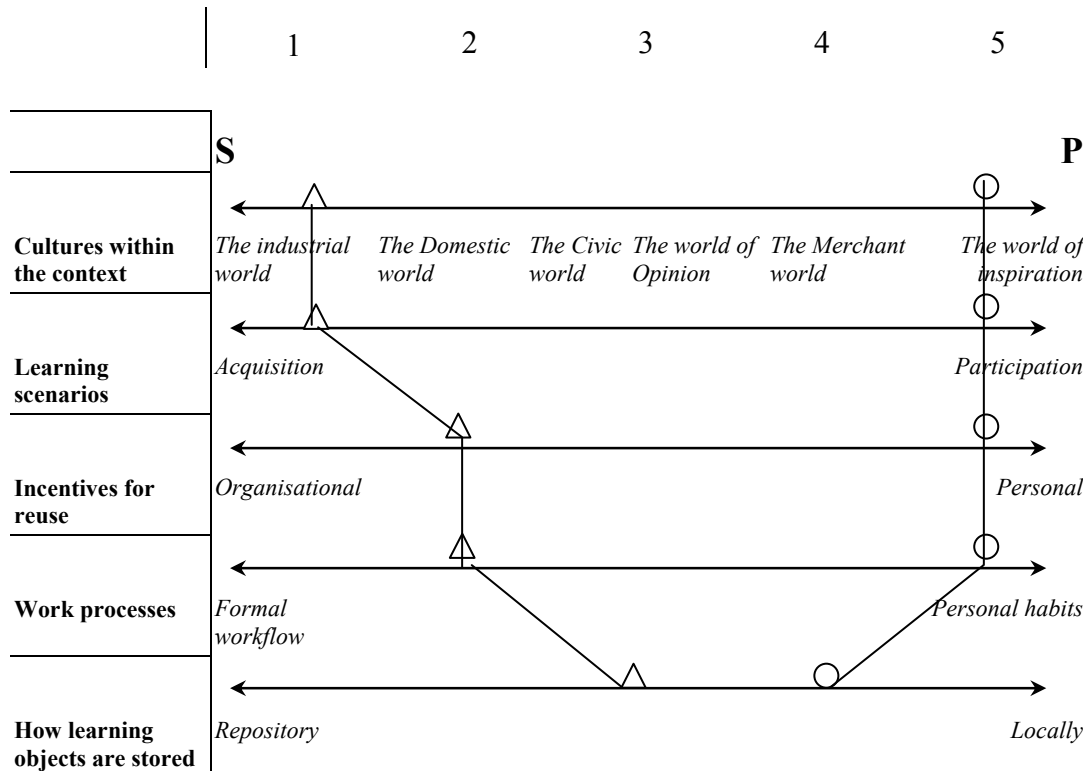 1 2 3 4 5
S P
Cultures within
the context
The industrial
world
The Domestic
world
The Civic
world
The world of
Opinion
The Merchant
world
The world of
inspiration
Learning
scenarios
Acquisition
Participation
Incentives for
reuse
Organisational
Personal
Work processes
Formal
workflow
Personal habits
How learning
objects are stored
Repository
Locally